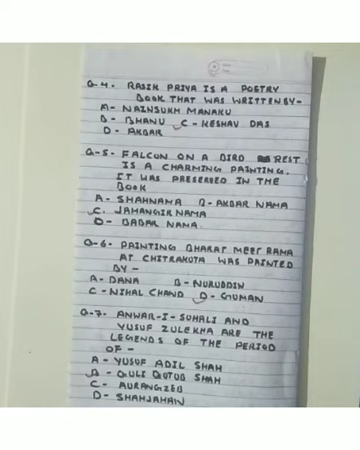 Q-4. RASIK PRIYA IS A POETRY
BOOK THAT WAS WRITTEN BY-
A- NAINSUKH MANAKU
B- BHANU C- KESHAV DAS
D- AKBAR
Q-5- FALCON ON A BIRD REST
IS A CHARMING PAINTING.
IT WAS PRESERVED IN THE
BOOK
A- SHAHNAMA B- AKBAR NAMA
C. JAHANGIR NAMA
D- BABAR NAMA.
Q-6- PAINTING BHARAT MEET RAMA
AT CHITRAKOTA WAS PAINTED
BY-
A- DANA B- NURUDDIN
C- NIHAL CHAND D- GUMAN
Q-7- ANWAR-I-SUHALI AND
YUSUF ZULEKHA ARE THE
LEGENDS OF THE PERIOD
OF-
A- YUSUF ADIL SHAH
B- QULI QUTUB SHAH
C- AURANGZEB
D- SHAHJAHAN